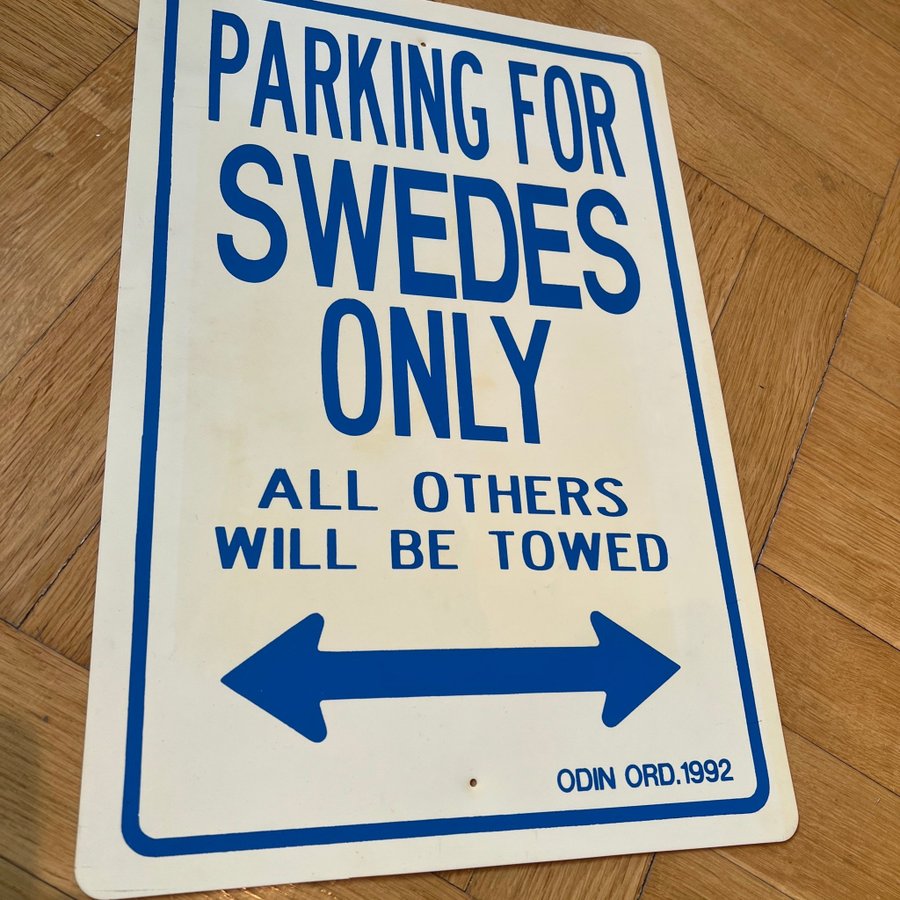 PARKING FOR
SWEDES
ONLY
ALL OTHERS
WILL BE TOWED
ODIN ORD.1992